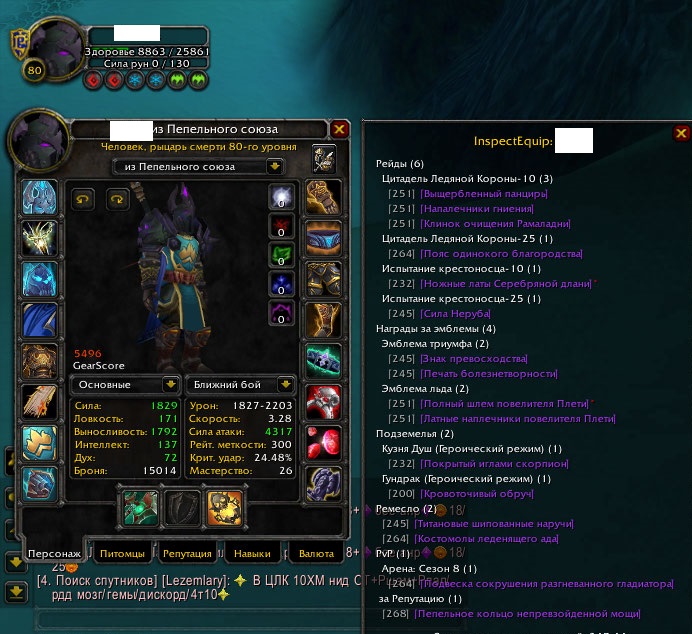 Здоровье 8863 / 25861
Сила рун 0 / 130
80
из Пепельного союза
Человек, рыцарь смерти 80-го уровня
из Пепельного союза
0
0
0
0
0
5496
GearScore
Основные
Ближний бой
Сила: 1829
Ловкость: 171
Выносливость: 1792
Интеллект: 137
Дух: 72
Броня: 15014
Урон: 1827-2203
Скорость: 3.28
Сила атаки: 4317
Рейт. меткости: 300
Крит. удар: 24.48%
Мастерство: 26
Персонаж
Питомцы
Репутация
Навыки
Валюта
InspectEquip:
Рейды (6)
Цитадель Ледяной Короны-10 (3)
[251] [Выщербленный панцирь]
[251] [Напалечники гниения]
[251] [Клинок очищения Рамаладни]
Цитадель Ледяной Короны-25 (1)
[264] [Пояс одинокого благородства]
Испытание крестоносца-10 (1)
[232] [Ножные латы Серебряной длани]*
Испытание крестоносца-25 (1)
[245] [Сила Неруба]
Награды за эмблемы (4)
Эмблема триумфа (2)
[245] [Знак превосходства]
[245] [Печать болезнетворности]
Эмблема льда (2)
[251] [Полный шлем повелителя Плети]*
[251] [Латные наплечники повелителя Плети]
Подземелья (2)
Кузня Душ (Героический режим) (1)
[232] [Покрытый иглами скорпион]
Гундрак (Героический режим) (1)
[200] [Кровоточивый обруч]
Ремесло (2)
[245] [Титановые шипованные наручи]
[264] [Костомолы леденящего ада]
PvP (1)
Арена: Сезон 8 (1)
[264] [Подвеска сокрушения разгневанного гладиатора]
за Репутацию (1)
[268] [Пепельное кольцо непревзойденной мощи]
18/
18/
25
[4. Поиск спутников] [Lezemlary]: В ЦЛК 10ХМ нид
рдд мозг/гемы/дискорд/4т10